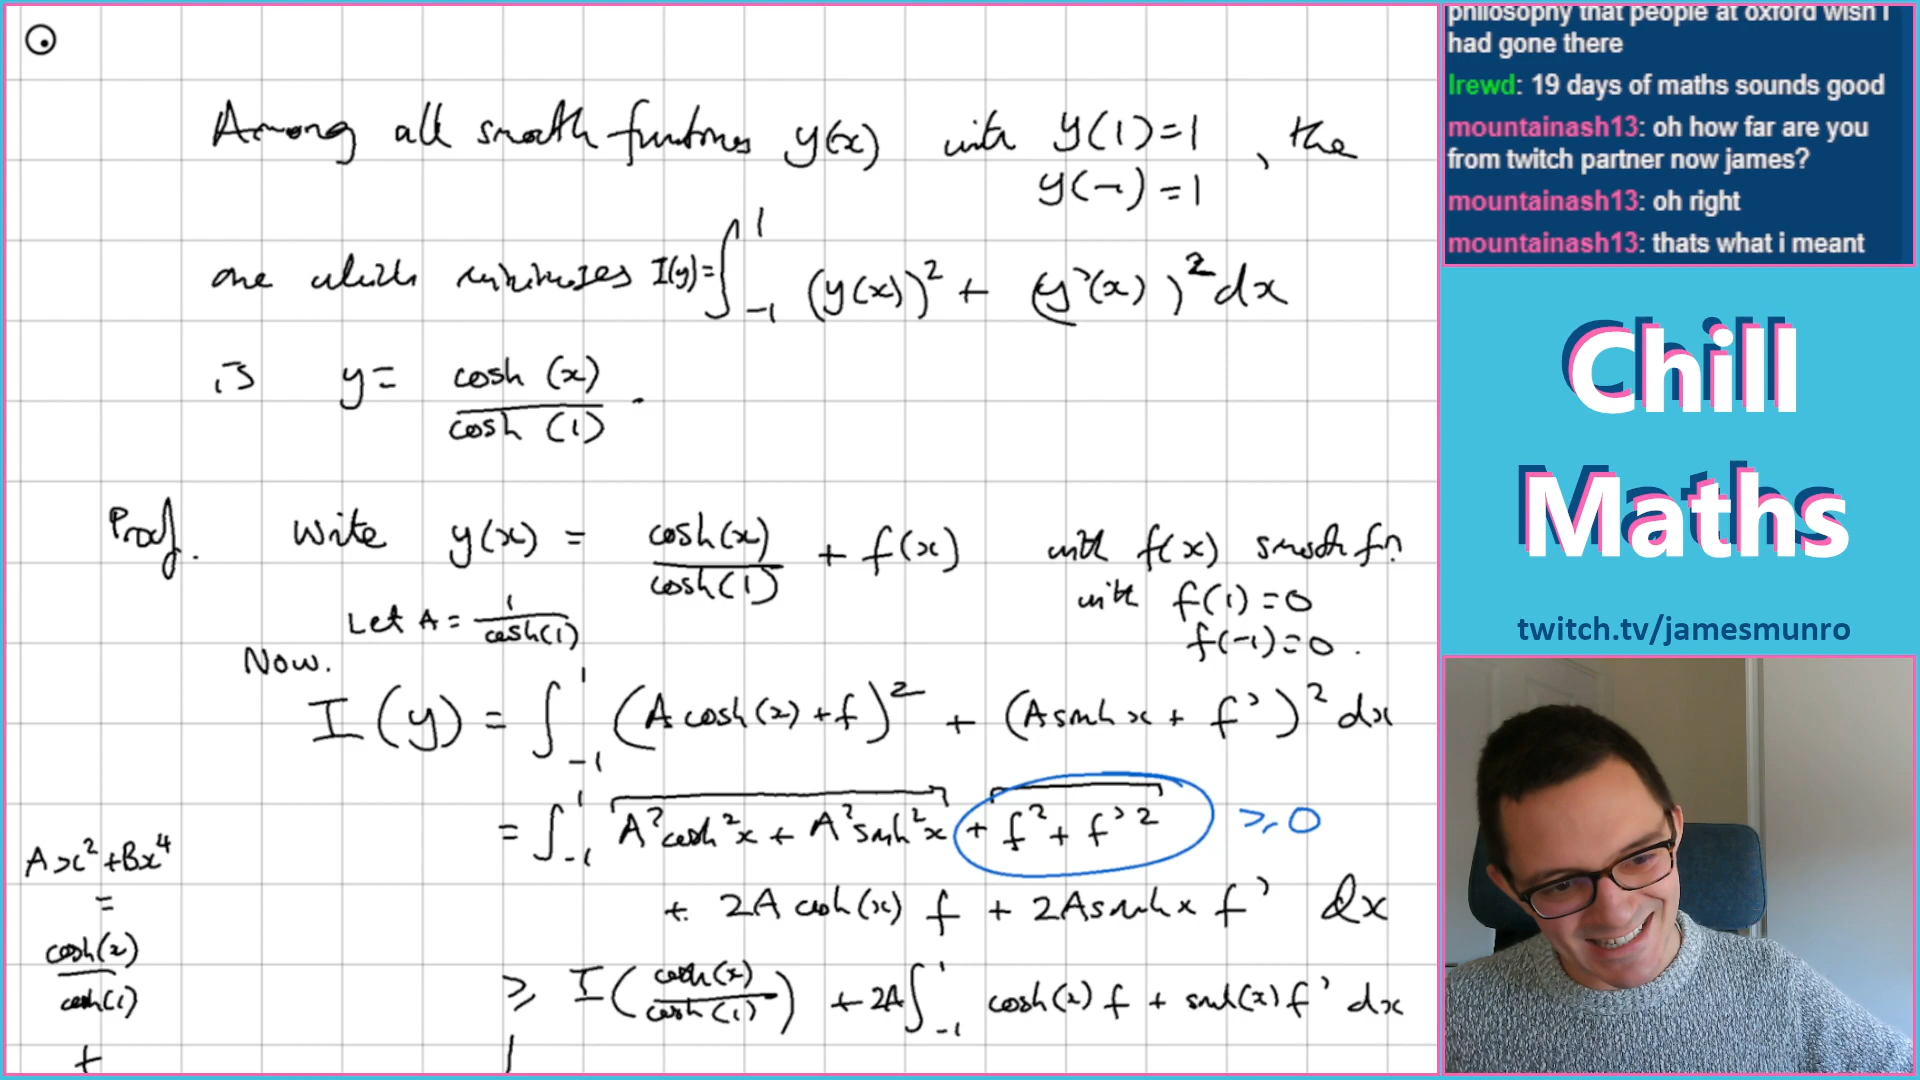 Among all smooth functions y(x) with y(1)=1 , the
y(-1)=1
one which minimizes I(y)=∫_{-1}^{1} (y(x))² + (y'(x))² dx
is y= cosh (x) / cosh (1) .
Proof. Write y(x) = cosh(x) / cosh(1) + f(x) with f(x) smooth fn
with f(1)=0
f(-1)=0 .
Let A = 1 / cosh(1)
Now.
I(y) = ∫_{-1}^{1} (A cosh(x)+f)² + (A sinh x + f')² dx
= ∫_{-1}^{1} A²cosh²x + A²sinh²x + f² + f'² ≥ 0
+ 2A cosh(x) f + 2A sinh x f' dx
≥ I(cosh(x) / cosh(1)) + 2A∫_{-1}^{1} cosh(x) f + sinh(x) f' dx
Ax²+Bx⁴
=
cosh(x)
cosh(1)
+
philosophy that people at oxford wish i
had gone there
lrewd: 19 days of maths sounds good
mountainash13: oh how far are you
from twitch partner now james?
mountainash13: oh right
mountainash13: thats what i meant
Chill
Maths
twitch.tv/jamesmunro